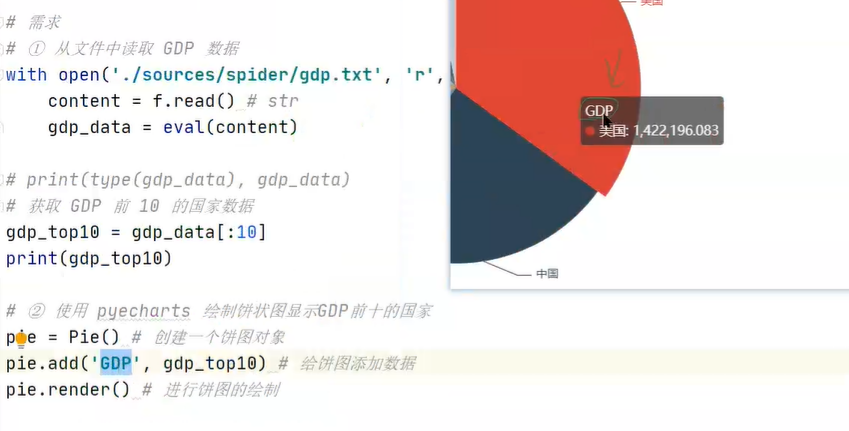 # 需求
# ① 从文件中读取 GDP 数据
with open('./sources/spider/gdp.txt', 'r',
content = f.read() # str
gdp_data = eval(content)
# print(type(gdp_data), gdp_data)
# 获取 GDP 前 10 的国家数据
gdp_top10 = gdp_data[:10]
print(gdp_top10)
# ② 使用 pyecharts 绘制饼状图显示GDP前十的国家
pie = Pie() # 创建一个饼图对象
pie.add('GDP', gdp_top10) # 给饼图添加数据
pie.render() # 进行饼图的绘制
美国
GDP
美国: 1,422,196.083
中国